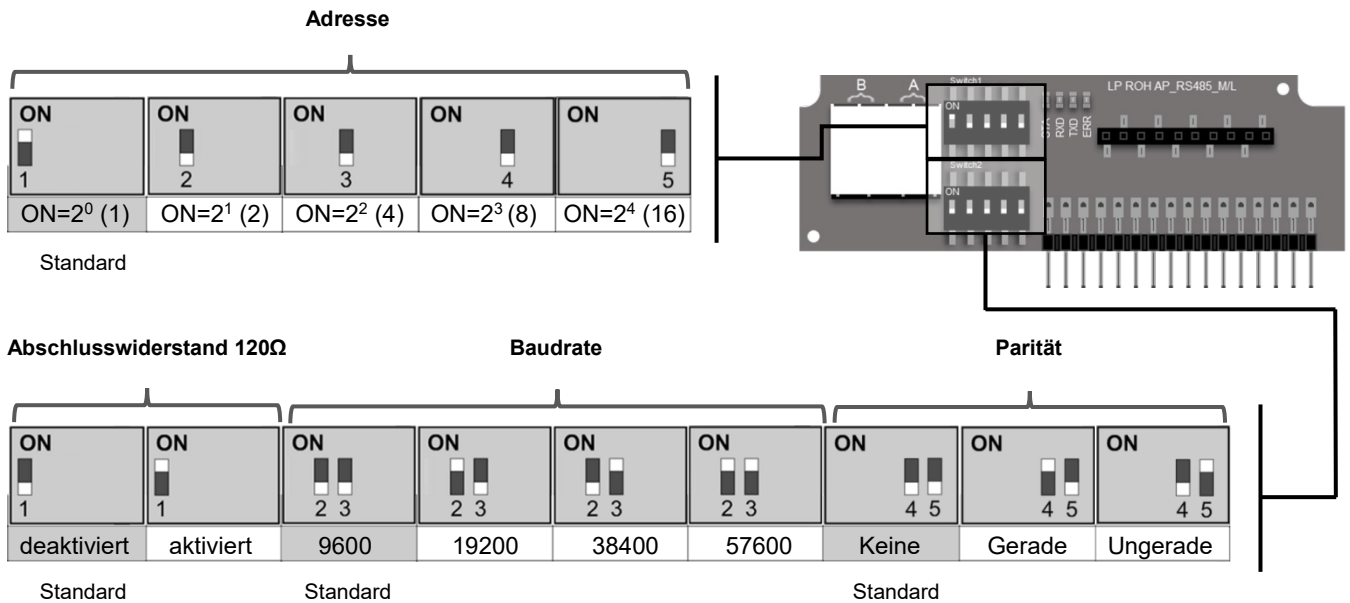 Adresse
ON ON ON ON ON
1 2 3 4 5
ON=2⁰ (1) ON=2¹ (2) ON=2² (4) ON=2³ (8) ON=2⁴ (16)
Standard
B A Switch1 LP ROH AP_RS485_M/L
ON
RXD TXD ERR
Switch2
ON
Abschlusswiderstand 120Ω Baudrate Parität
ON ON ON ON ON ON ON ON ON
1 1 2 3 2 3 2 3 2 3 4 5 4 5 4 5
deaktiviert aktiviert 9600 19200 38400 57600 Keine Gerade Ungerade
Standard Standard Standard